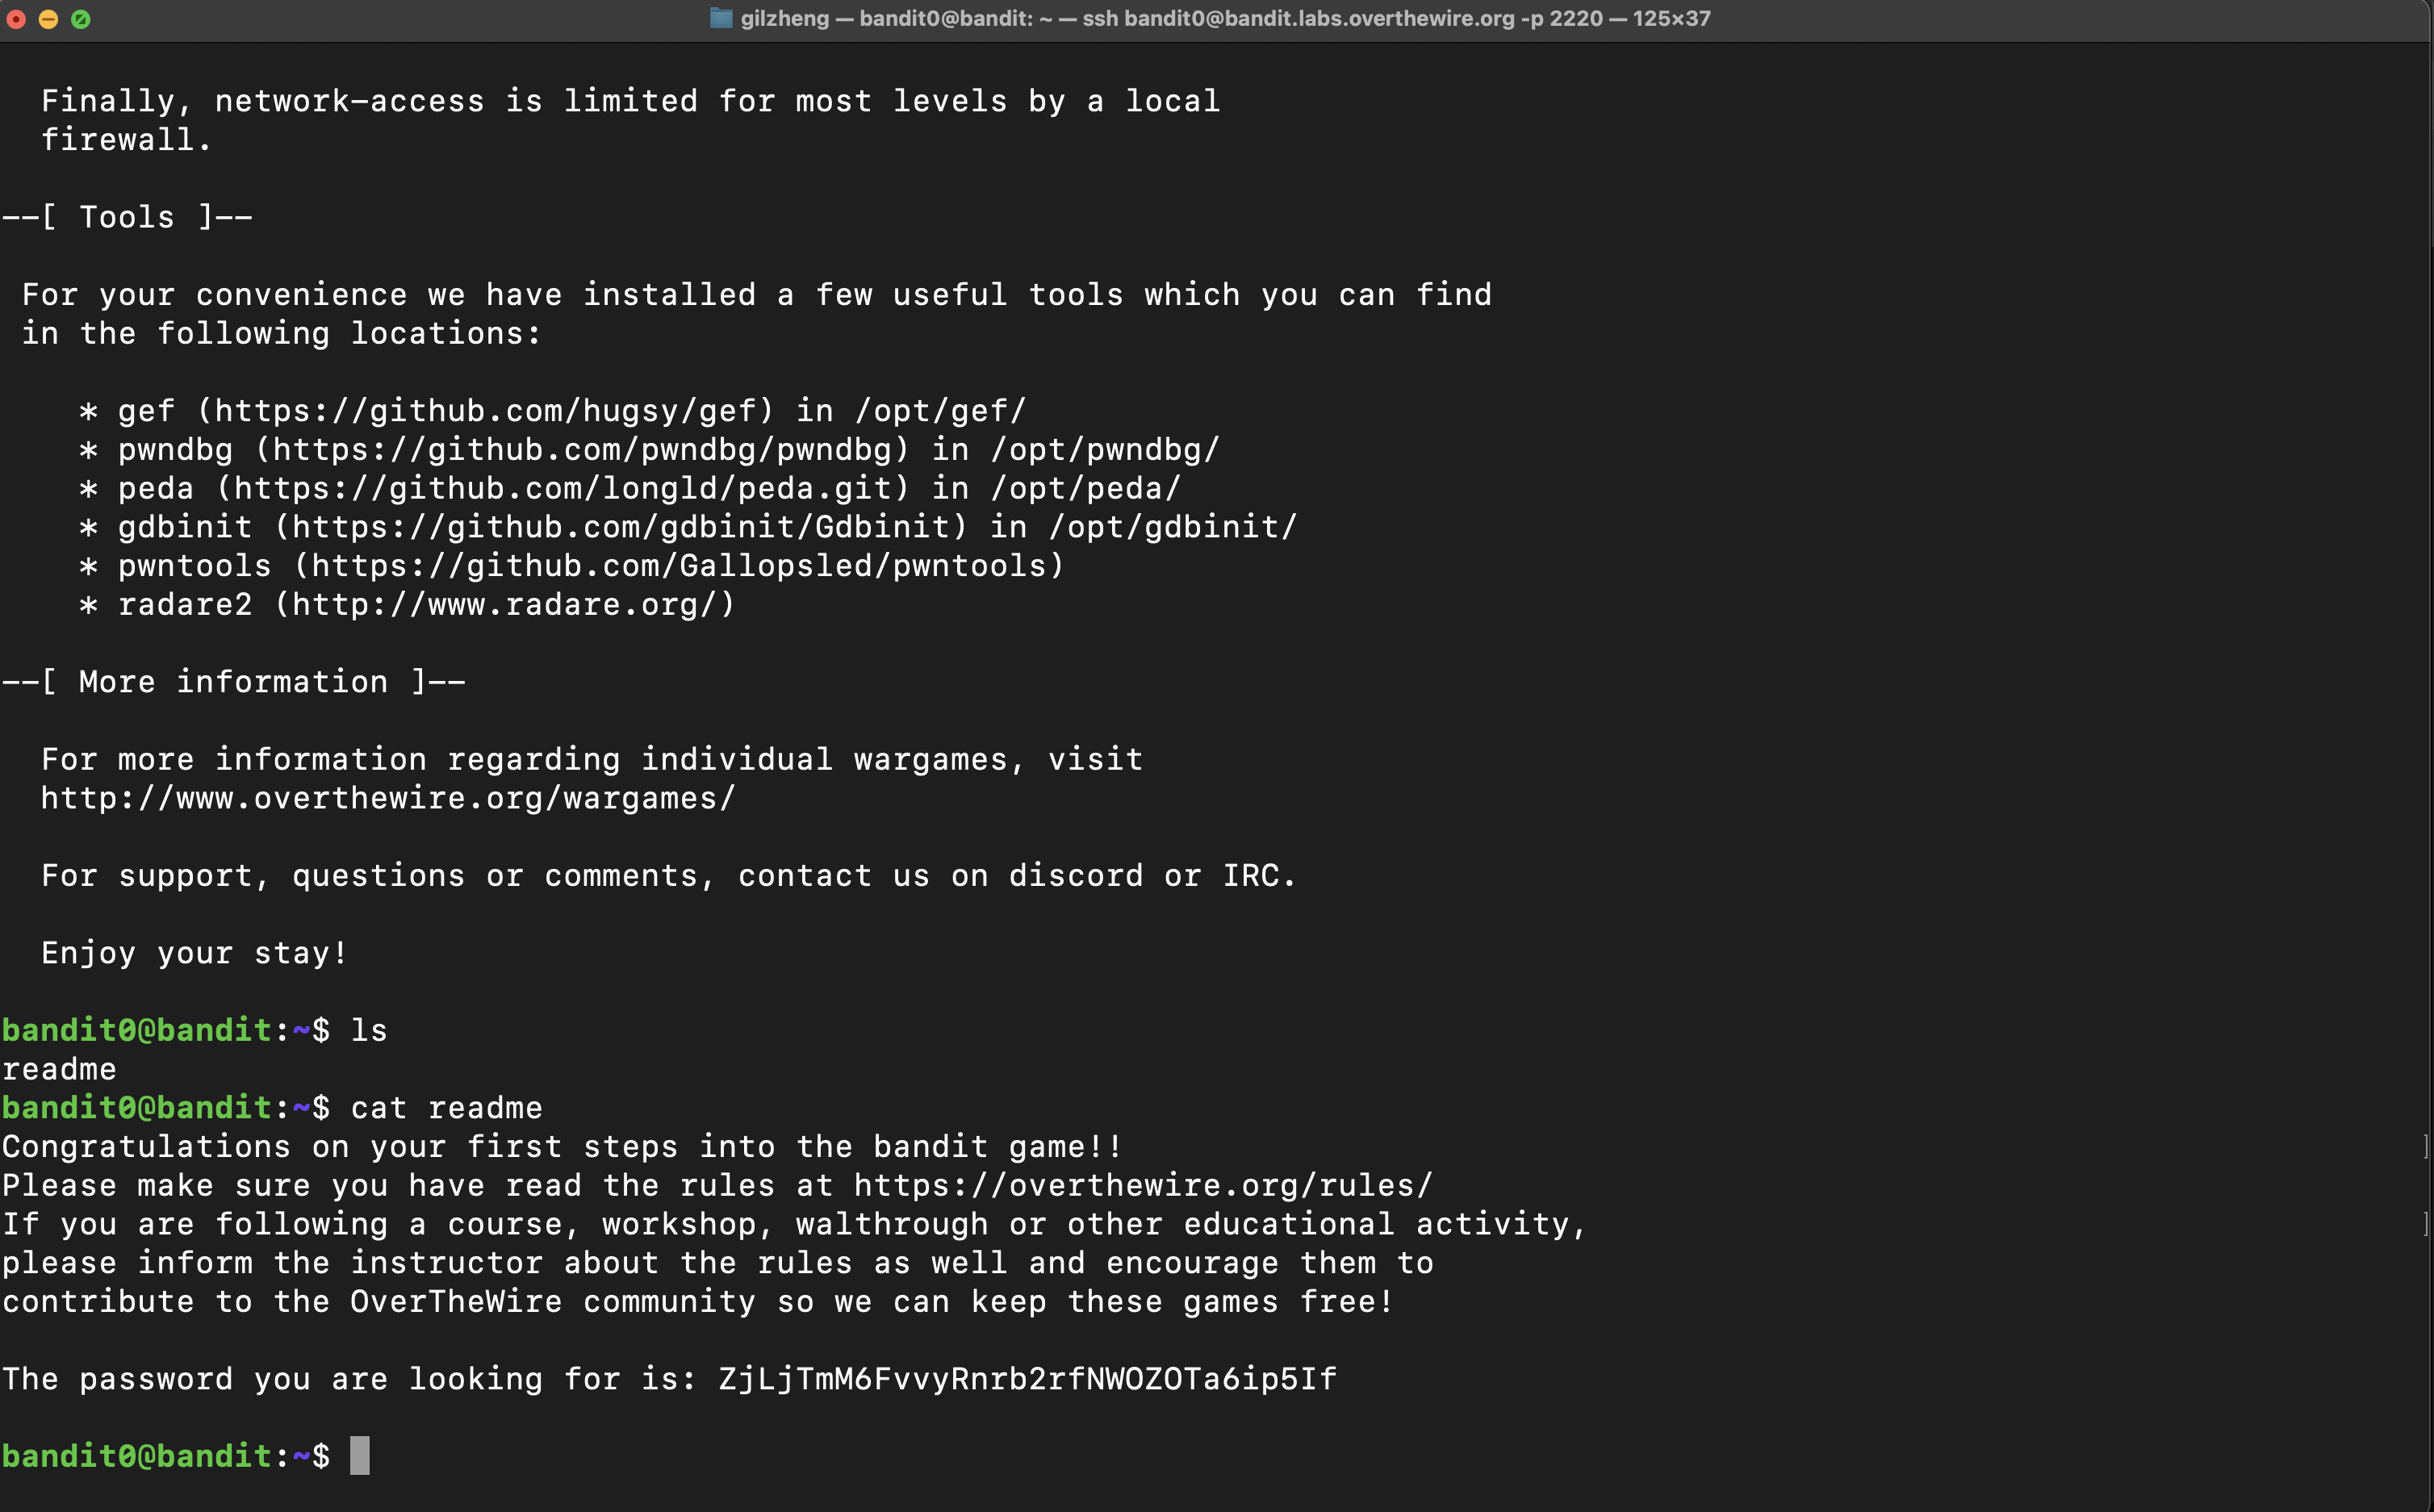 gilzheng — bandit0@bandit: ~ — ssh bandit0@bandit.labs.overthewire.org -p 2220 — 125×37
Finally, network-access is limited for most levels by a local
firewall.
--[ Tools ]--
For your convenience we have installed a few useful tools which you can find
in the following locations:
* gef (https://github.com/hugsy/gef) in /opt/gef/
* pwndbg (https://github.com/pwndbg/pwndbg) in /opt/pwndbg/
* peda (https://github.com/longld/peda.git) in /opt/peda/
* gdbinit (https://github.com/gdbinit/Gdbinit) in /opt/gdbinit/
* pwntools (https://github.com/Gallopsled/pwntools)
* radare2 (http://www.radare.org/)
--[ More information ]--
For more information regarding individual wargames, visit
http://www.overthewire.org/wargames/
For support, questions or comments, contact us on discord or IRC.
Enjoy your stay!
bandit0@bandit:~$ ls
readme
bandit0@bandit:~$ cat readme
Congratulations on your first steps into the bandit game!!
Please make sure you have read the rules at https://overthewire.org/rules/
If you are following a course, workshop, walthrough or other educational activity,
please inform the instructor about the rules as well and encourage them to
contribute to the OverTheWire community so we can keep these games free!
The password you are looking for is: ZjLjTmM6FvvyRnrb2rfNWOZOTa6ip5If
bandit0@bandit:~$